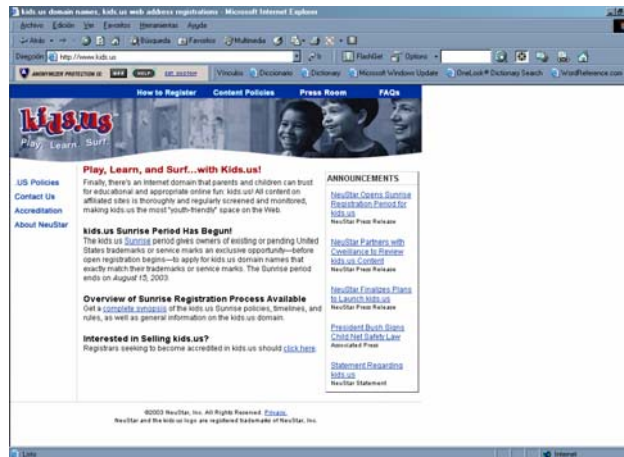 kids.us domain names, kids.us web address registrations - Microsoft Internet Explorer
Archivo Edición Ver Favoritos Herramientas Ayuda
Atrás Búsqueda Favoritos Multimedia
Dirección http://www.kids.us Ir FlashGet Options
ANONYMIZER PROTECTION IS: HELP Vínculos Diccionario Dictionary Microsoft Windows Update OneLook® Dictionary Search WordReference.com
How to Register Content Policies Press Room FAQs
kids.us
Play, Learn, Surf.
.US Policies
Contact Us
Accreditation
About NeuStar
Play, Learn, and Surf...with Kids.us!
Finally, there's an Internet domain that parents and children can trust
for educational and appropriate online fun: kids.us! All content on
affiliated sites is thoroughly and regularly screened and monitored,
making kids.us the most "youth-friendly" space on the Web.
kids.us Sunrise Period Has Begun!
The kids.us Sunrise period gives owners of existing or pending United
States trademarks or service marks an exclusive opportunity—before
open registration begins—to apply for kids.us domain names that
exactly match their trademarks or service marks. The Sunrise period
ends on August 15, 2003.
Overview of Sunrise Registration Process Available
Get a complete synopsis of the kids.us Sunrise policies, timelines, and
rules, as well as general information on the kids.us domain.
Interested in Selling kids.us?
Registrars seeking to become accredited in kids.us should click here.
ANNOUNCEMENTS
NeuStar Opens Sunrise
Registration Period for
kids.us
NeuStar Press Release
NeuStar Partners with
Cyveillance to Review
kids.us Content
NeuStar Press Release
NeuStar Finalizes Plans
to Launch kids.us
NeuStar Press Release
President Bush Signs
Child Net Safety Law
Associated Press
Statement Regarding
kids.us
NeuStar Statement
©2003 NeuStar, Inc. All Rights Reserved. Privacy.
NeuStar and the kids.us logo are registered trademarks of NeuStar, Inc.
Listo Internet